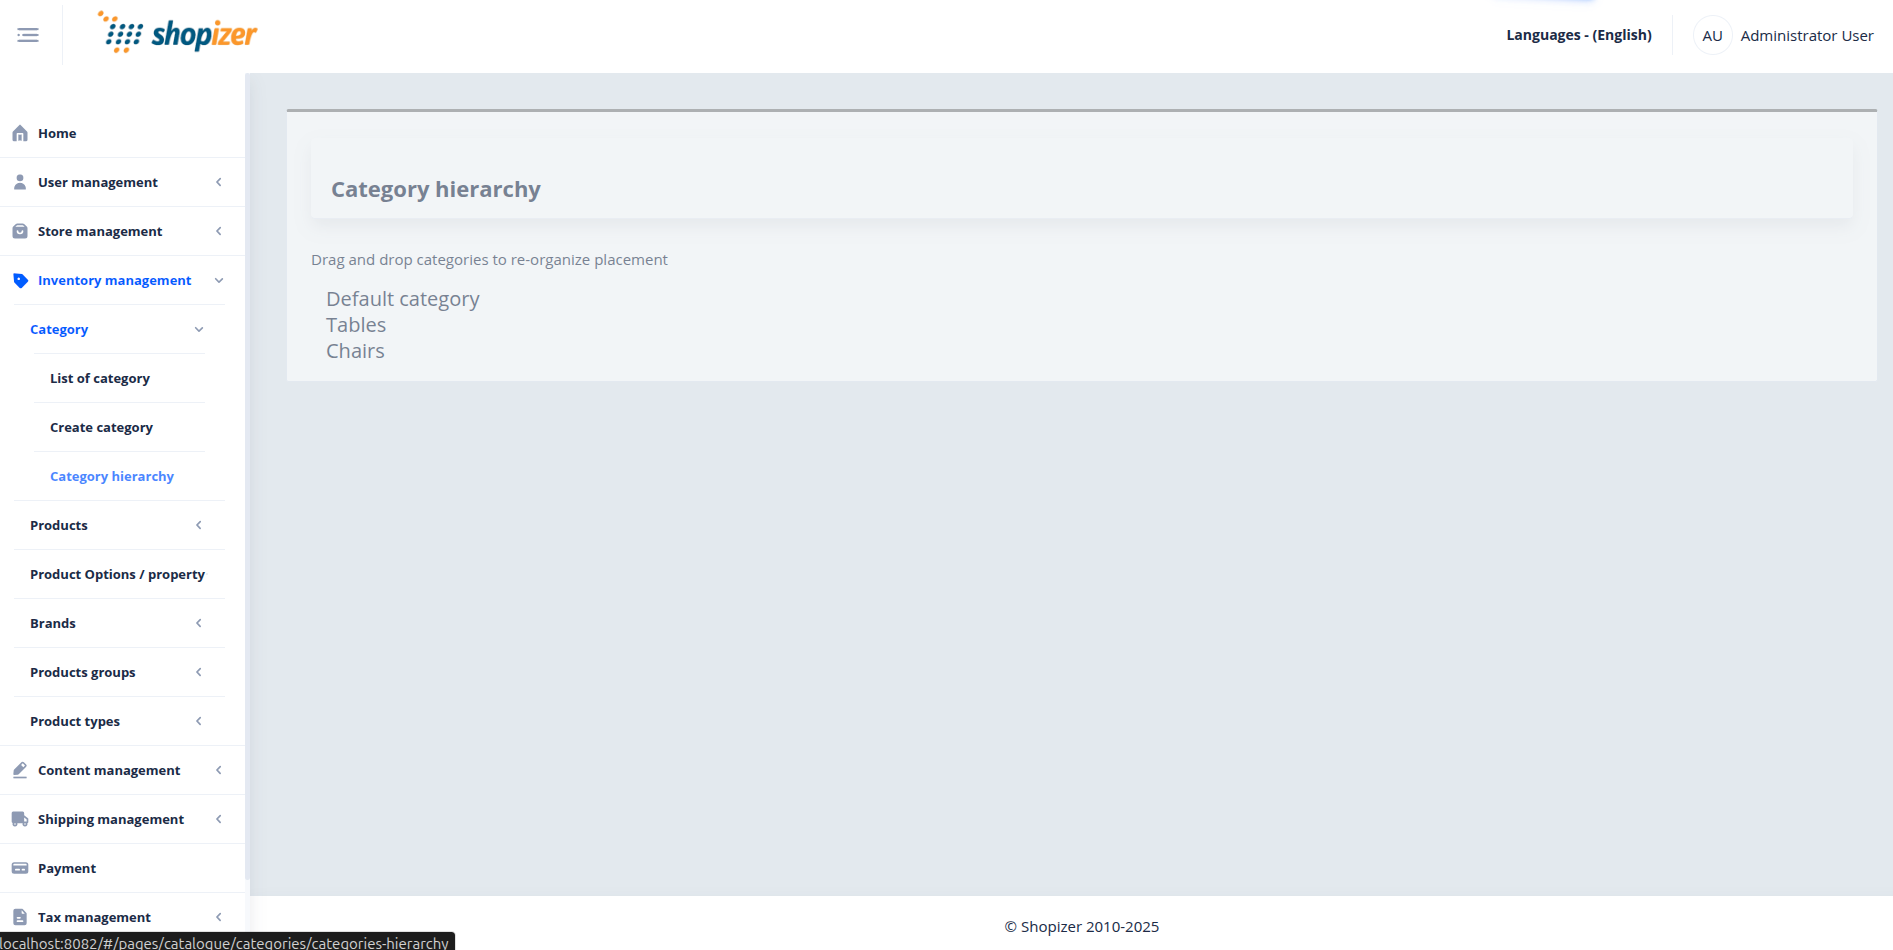 shopizer
Languages - (English)
AU
Administrator User
Home
User management
Store management
Inventory management
Category
List of category
Create category
Category hierarchy
Products
Product Options / property
Brands
Products groups
Product types
Content management
Shipping management
Payment
Tax management
Category hierarchy
Drag and drop categories to re-organize placement
Default category
Tables
Chairs
© Shopizer 2010-2025
localhost:8082/#/pages/catalogue/categories/categories-hierarchy